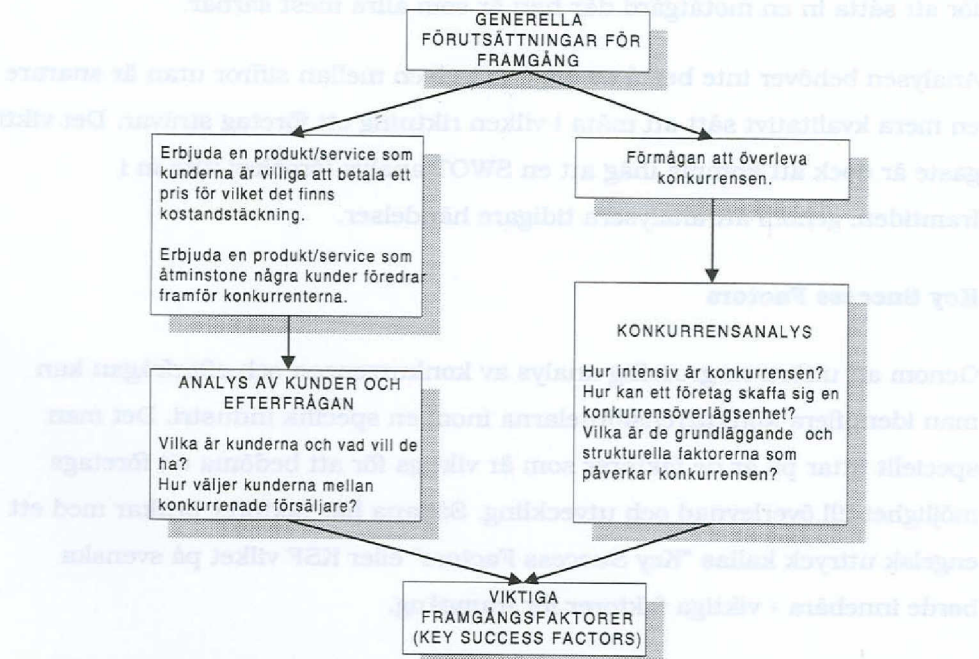 GENERELLA
FÖRUTSÄTTNINGAR FÖR
FRAMGÅNG
Erbjuda en produkt/service som
kunderna är villiga att betala ett
pris för vilket det finns
kostandstäckning.
Erbjuda en produkt/service som
åtminstone några kunder föredrar
framför konkurrenterna.
Förmågan att överleva
konkurrensen.
ANALYS AV KUNDER OCH
EFTERFRÅGAN
Vilka är kunderna och vad vill de
ha?
Hur väljer kunderna mellan
konkurrenade försäljare?
KONKURRENSANALYS
Hur intensiv är konkurrensen?
Hur kan ett företag skaffa sig en
konkurrensöverlägsenhet?
Vilka är de grundläggande och
strukturella faktorerna som
påverkar konkurrensen?
VIKTIGA
FRAMGÅNGSFAKTORER
(KEY SUCCESS FACTORS)